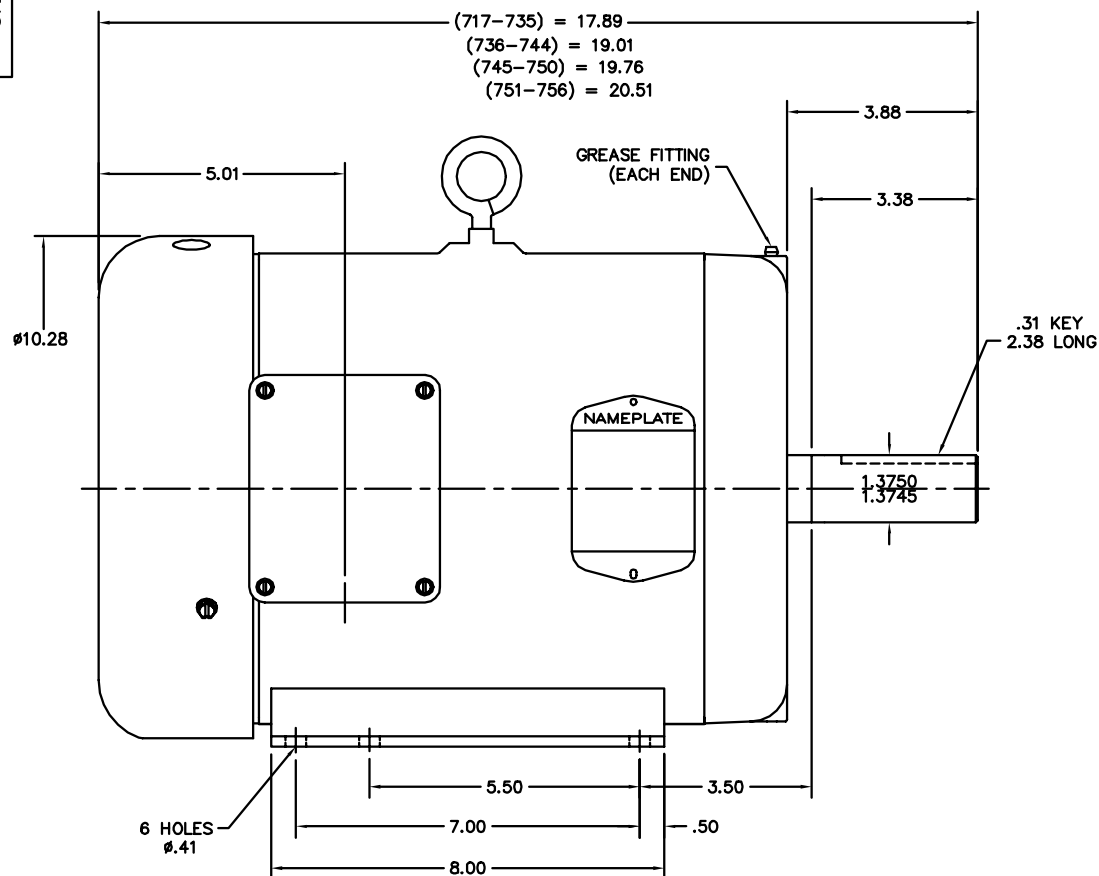 (717-735) = 17.89
(736-744) = 19.01
(745-750) = 19.76
(751-756) = 20.51
3.88
GREASE FITTING
(EACH END)
5.01
3.38
ø10.28
.31 KEY
2.38 LONG
NAMEPLATE
1.3750
1.3745
5.50
3.50
6 HOLES
ø.41
7.00
.50
8.00